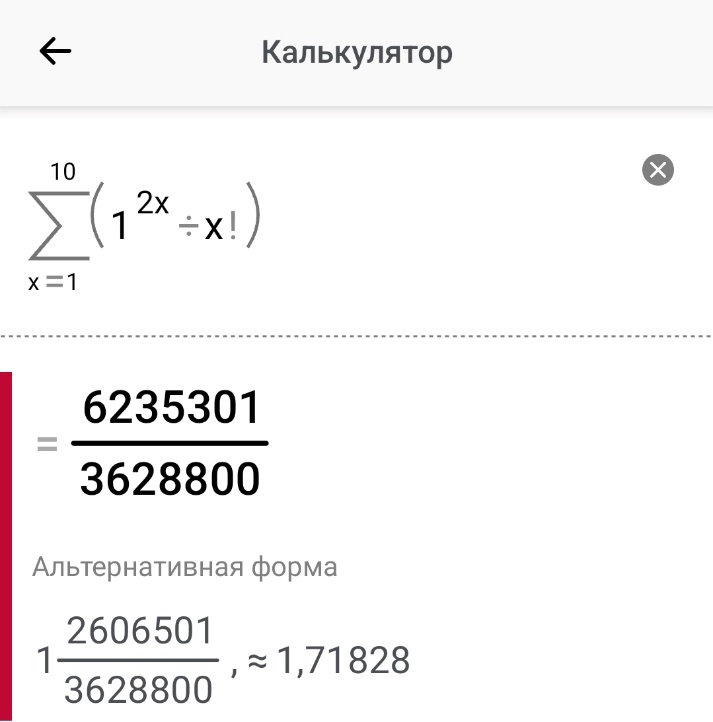 Калькулятор
10
∑(1^2x ÷ x!)
x = 1
= 6235301
3628800
Альтернативная форма
1 2606501
3628800 , ≈ 1,71828